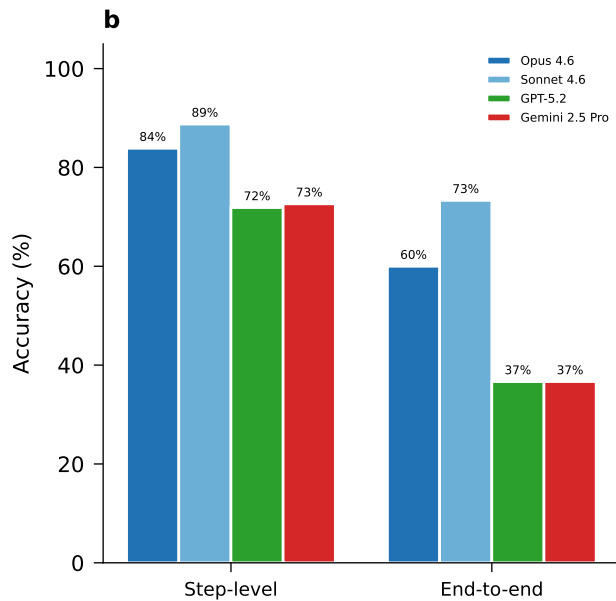 b
Opus 4.6
Sonnet 4.6
GPT-5.2
Gemini 2.5 Pro
Accuracy (%)
100
80
60
40
20
0
84%
89%
72%
73%
60%
73%
37%
37%
Step-level
End-to-end